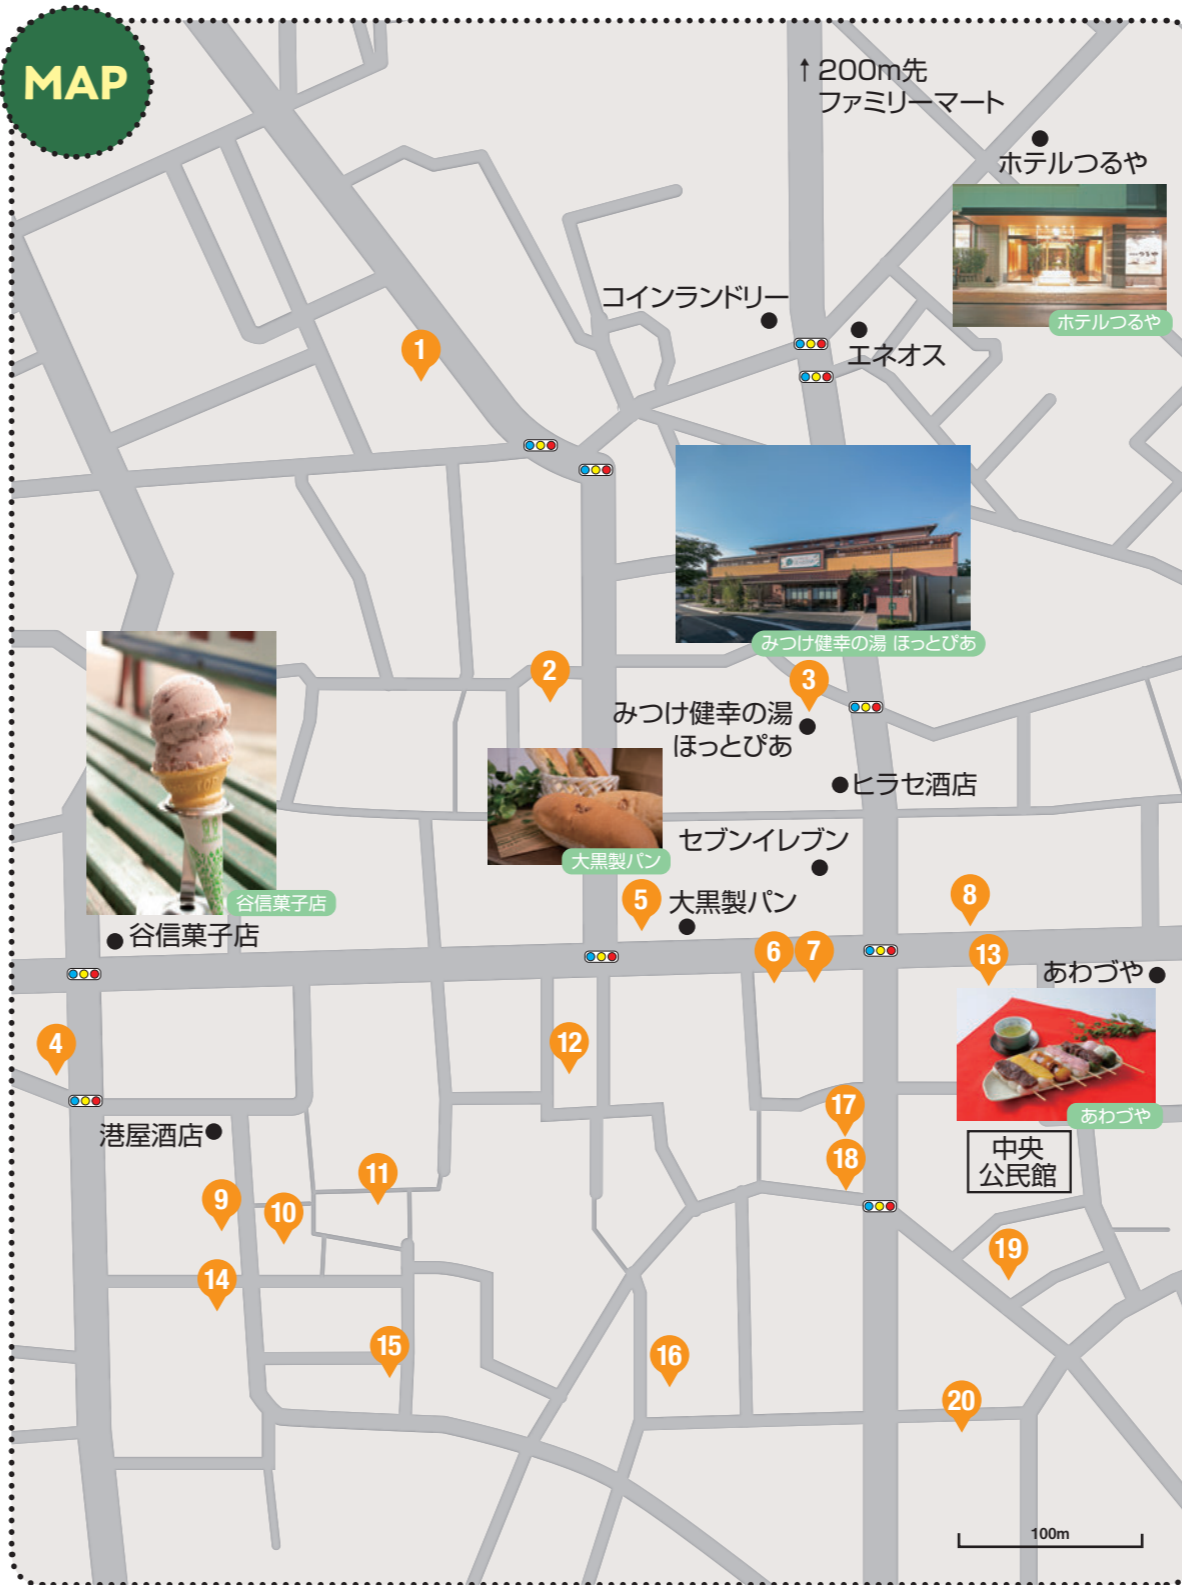 MAP
↑200m先
ファミリーマート
ホテルつるや
ホテルつるや
コインランドリー
エネオス
1
みつけ健幸の湯 ほっとぴあ
2
3
みつけ健幸の湯
ほっとぴあ
ヒラセ酒店
大黒製パン
セブンイレブン
谷信菓子店
谷信菓子店
5
大黒製パン
8
6
7
13
あわづや
4
12
あわづや
17
港屋酒店
18
中央
公民館
11
9
10
19
14
15
16
20
100m